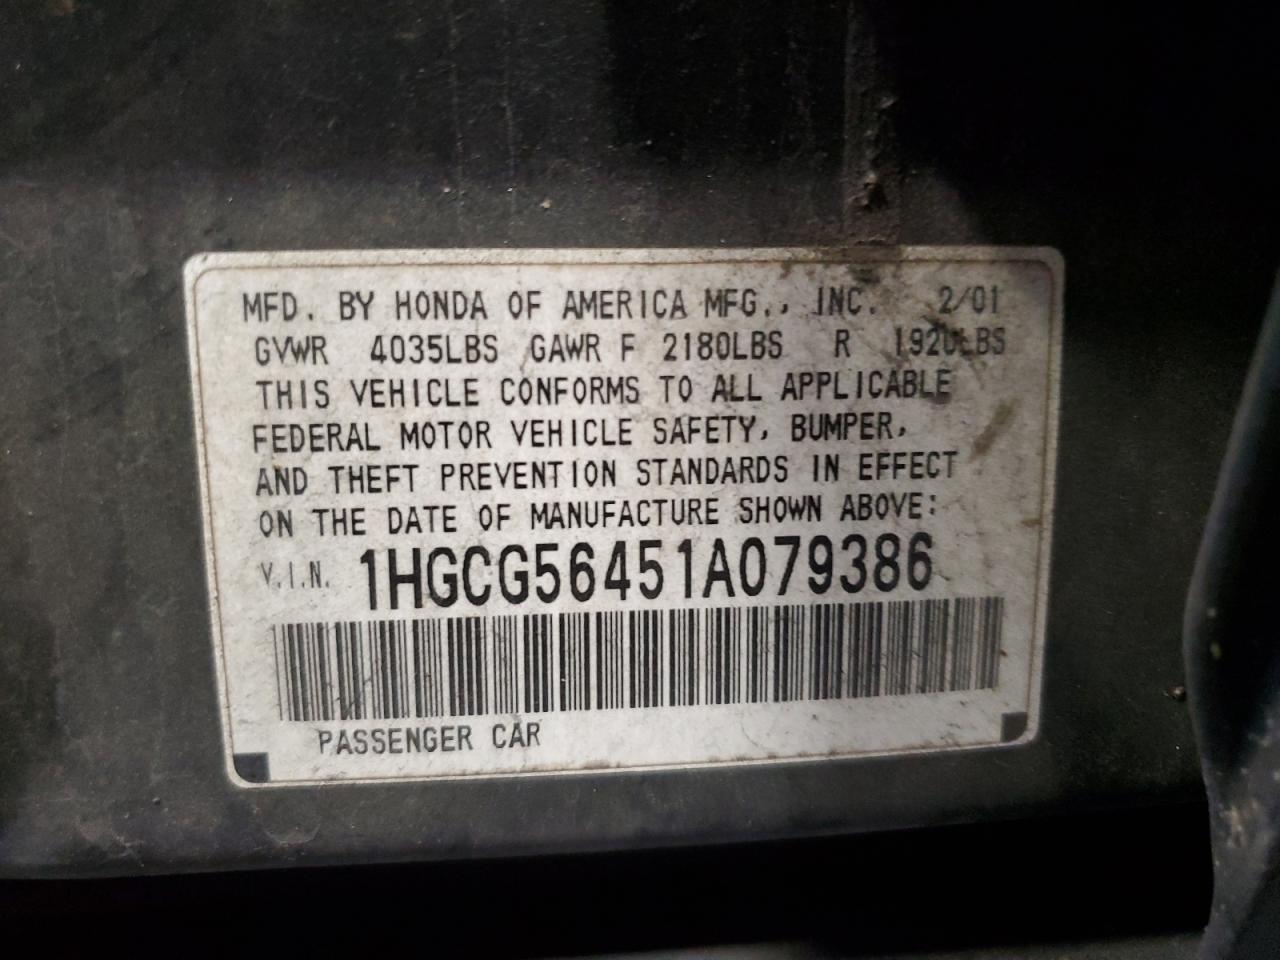 MFD. BY HONDA OF AMERICA MFG., INC. 2/01
GVWR 4035LBS GAWR F 2180LBS R 1920LBS
THIS VEHICLE CONFORMS TO ALL APPLICABLE
FEDERAL MOTOR VEHICLE SAFETY, BUMPER,
AND THEFT PREVENTION STANDARDS IN EFFECT
ON THE DATE OF MANUFACTURE SHOWN ABOVE:
V.I.N. 1HGCG56451A079386
PASSENGER CAR